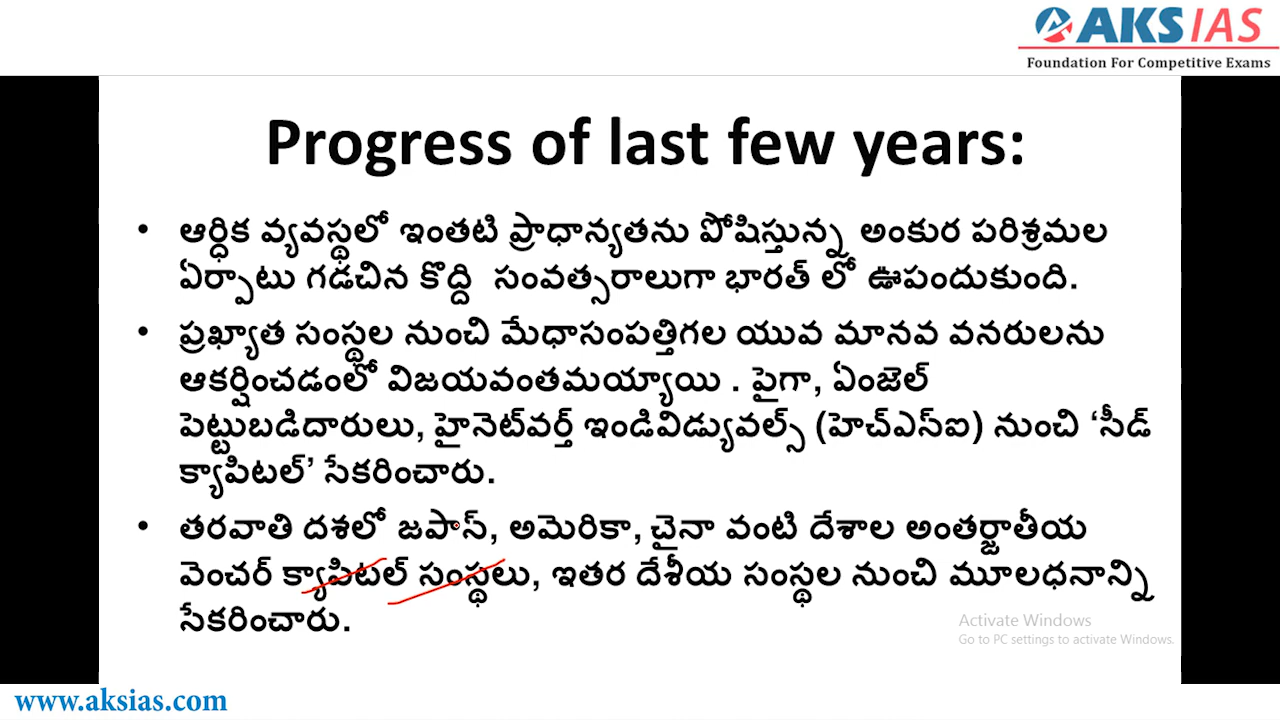 AKS IAS
Foundation For Competitive Exams
Progress of last few years:
• ఆర్ధిక వ్యవస్థలో ఇంతటి ప్రాధాన్యతను పోషిస్తున్న అంకుర పరిశ్రమల
ఏర్పాటు గడచిన కొద్ది సంవత్సరాలుగా భారత్ లో ఊపందుకుంది.
• ప్రఖ్యాత సంస్థల నుంచి మేధాసంపత్తిగల యువ మానవ వనరులను
ఆకర్షించడంలో విజయవంతమయ్యాయి . పైగా, ఏంజెల్
పెట్టుబడిదారులు, హైనెట్‌వర్త్ ఇండివిడ్యువల్స్ (హెచ్ఎన్ఐ) నుంచి ‘సీడ్
క్యాపిటల్’ సేకరించారు.
• తరవాతి దశలో జపాన్, అమెరికా, చైనా వంటి దేశాల అంతర్జాతీయ
వెంచర్ క్యాపిటల్ సంస్థలు, ఇతర దేశీయ సంస్థల నుంచి మూలధనాన్ని
సేకరించారు.
Activate Windows
Go to PC settings to activate Windows.
www.aksias.com